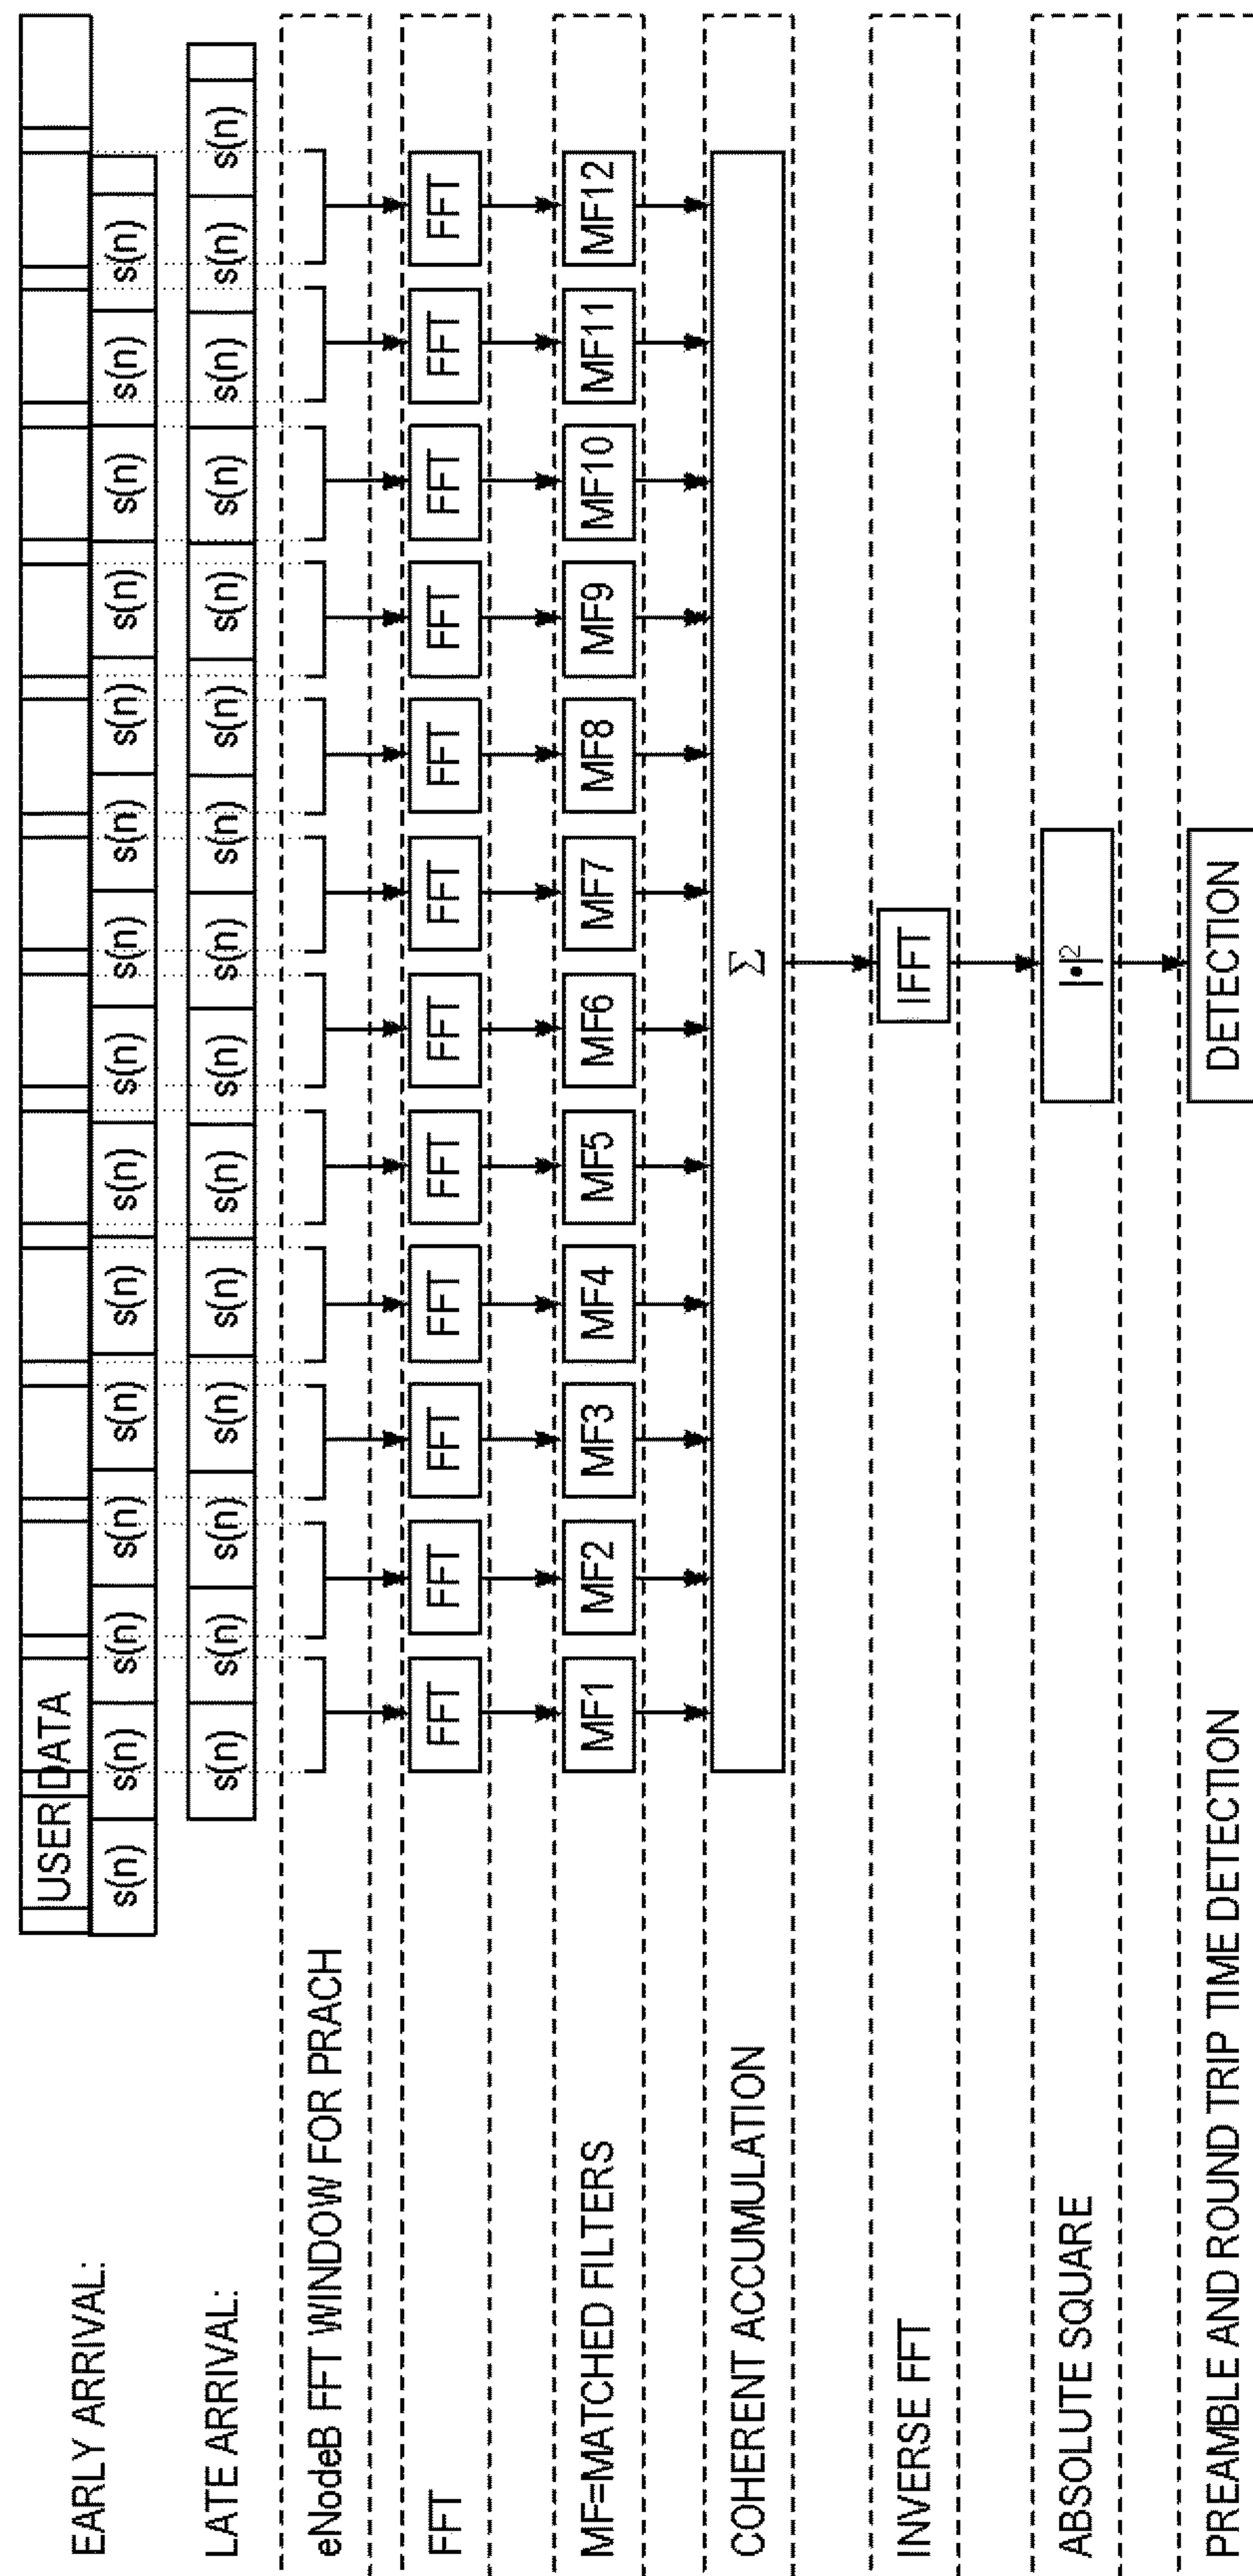 USER DATA
EARLY ARRIVAL:
s(n) s(n) s(n) s(n) s(n) s(n) s(n) s(n) s(n) s(n) s(n) s(n) s(n) s(n) s(n)
LATE ARRIVAL:
s(n) s(n) s(n) s(n) s(n) s(n) s(n) s(n) s(n) s(n) s(n) s(n) s(n) s(n) s(n)
eNodeB FFT WINDOW FOR PRACH
FFT
FFT FFT FFT FFT FFT FFT FFT FFT FFT FFT FFT FFT
MF=MATCHED FILTERS
MF1 MF2 MF3 MF4 MF5 MF6 MF7 MF8 MF9 MF10 MF11 MF12
COHERENT ACCUMULATION
Σ
INVERSE FFT
IFFT
ABSOLUTE SQUARE
|•|²
PREAMBLE AND ROUND TRIP TIME DETECTION
DETECTION